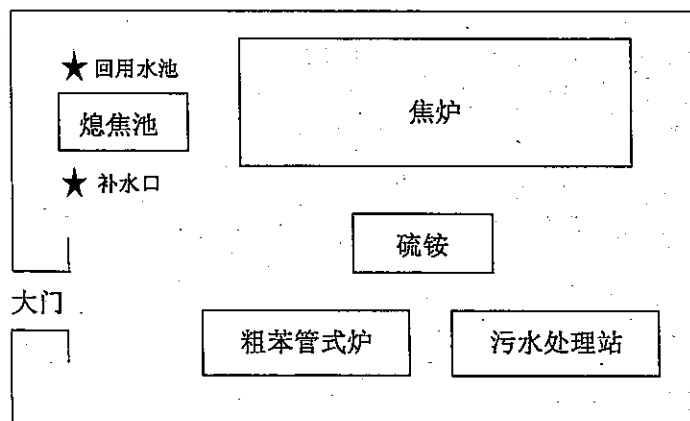 ★ 回用水池
熄焦池
焦炉
★ 补水口
硫铵
大门
粗苯管式炉
污水处理站